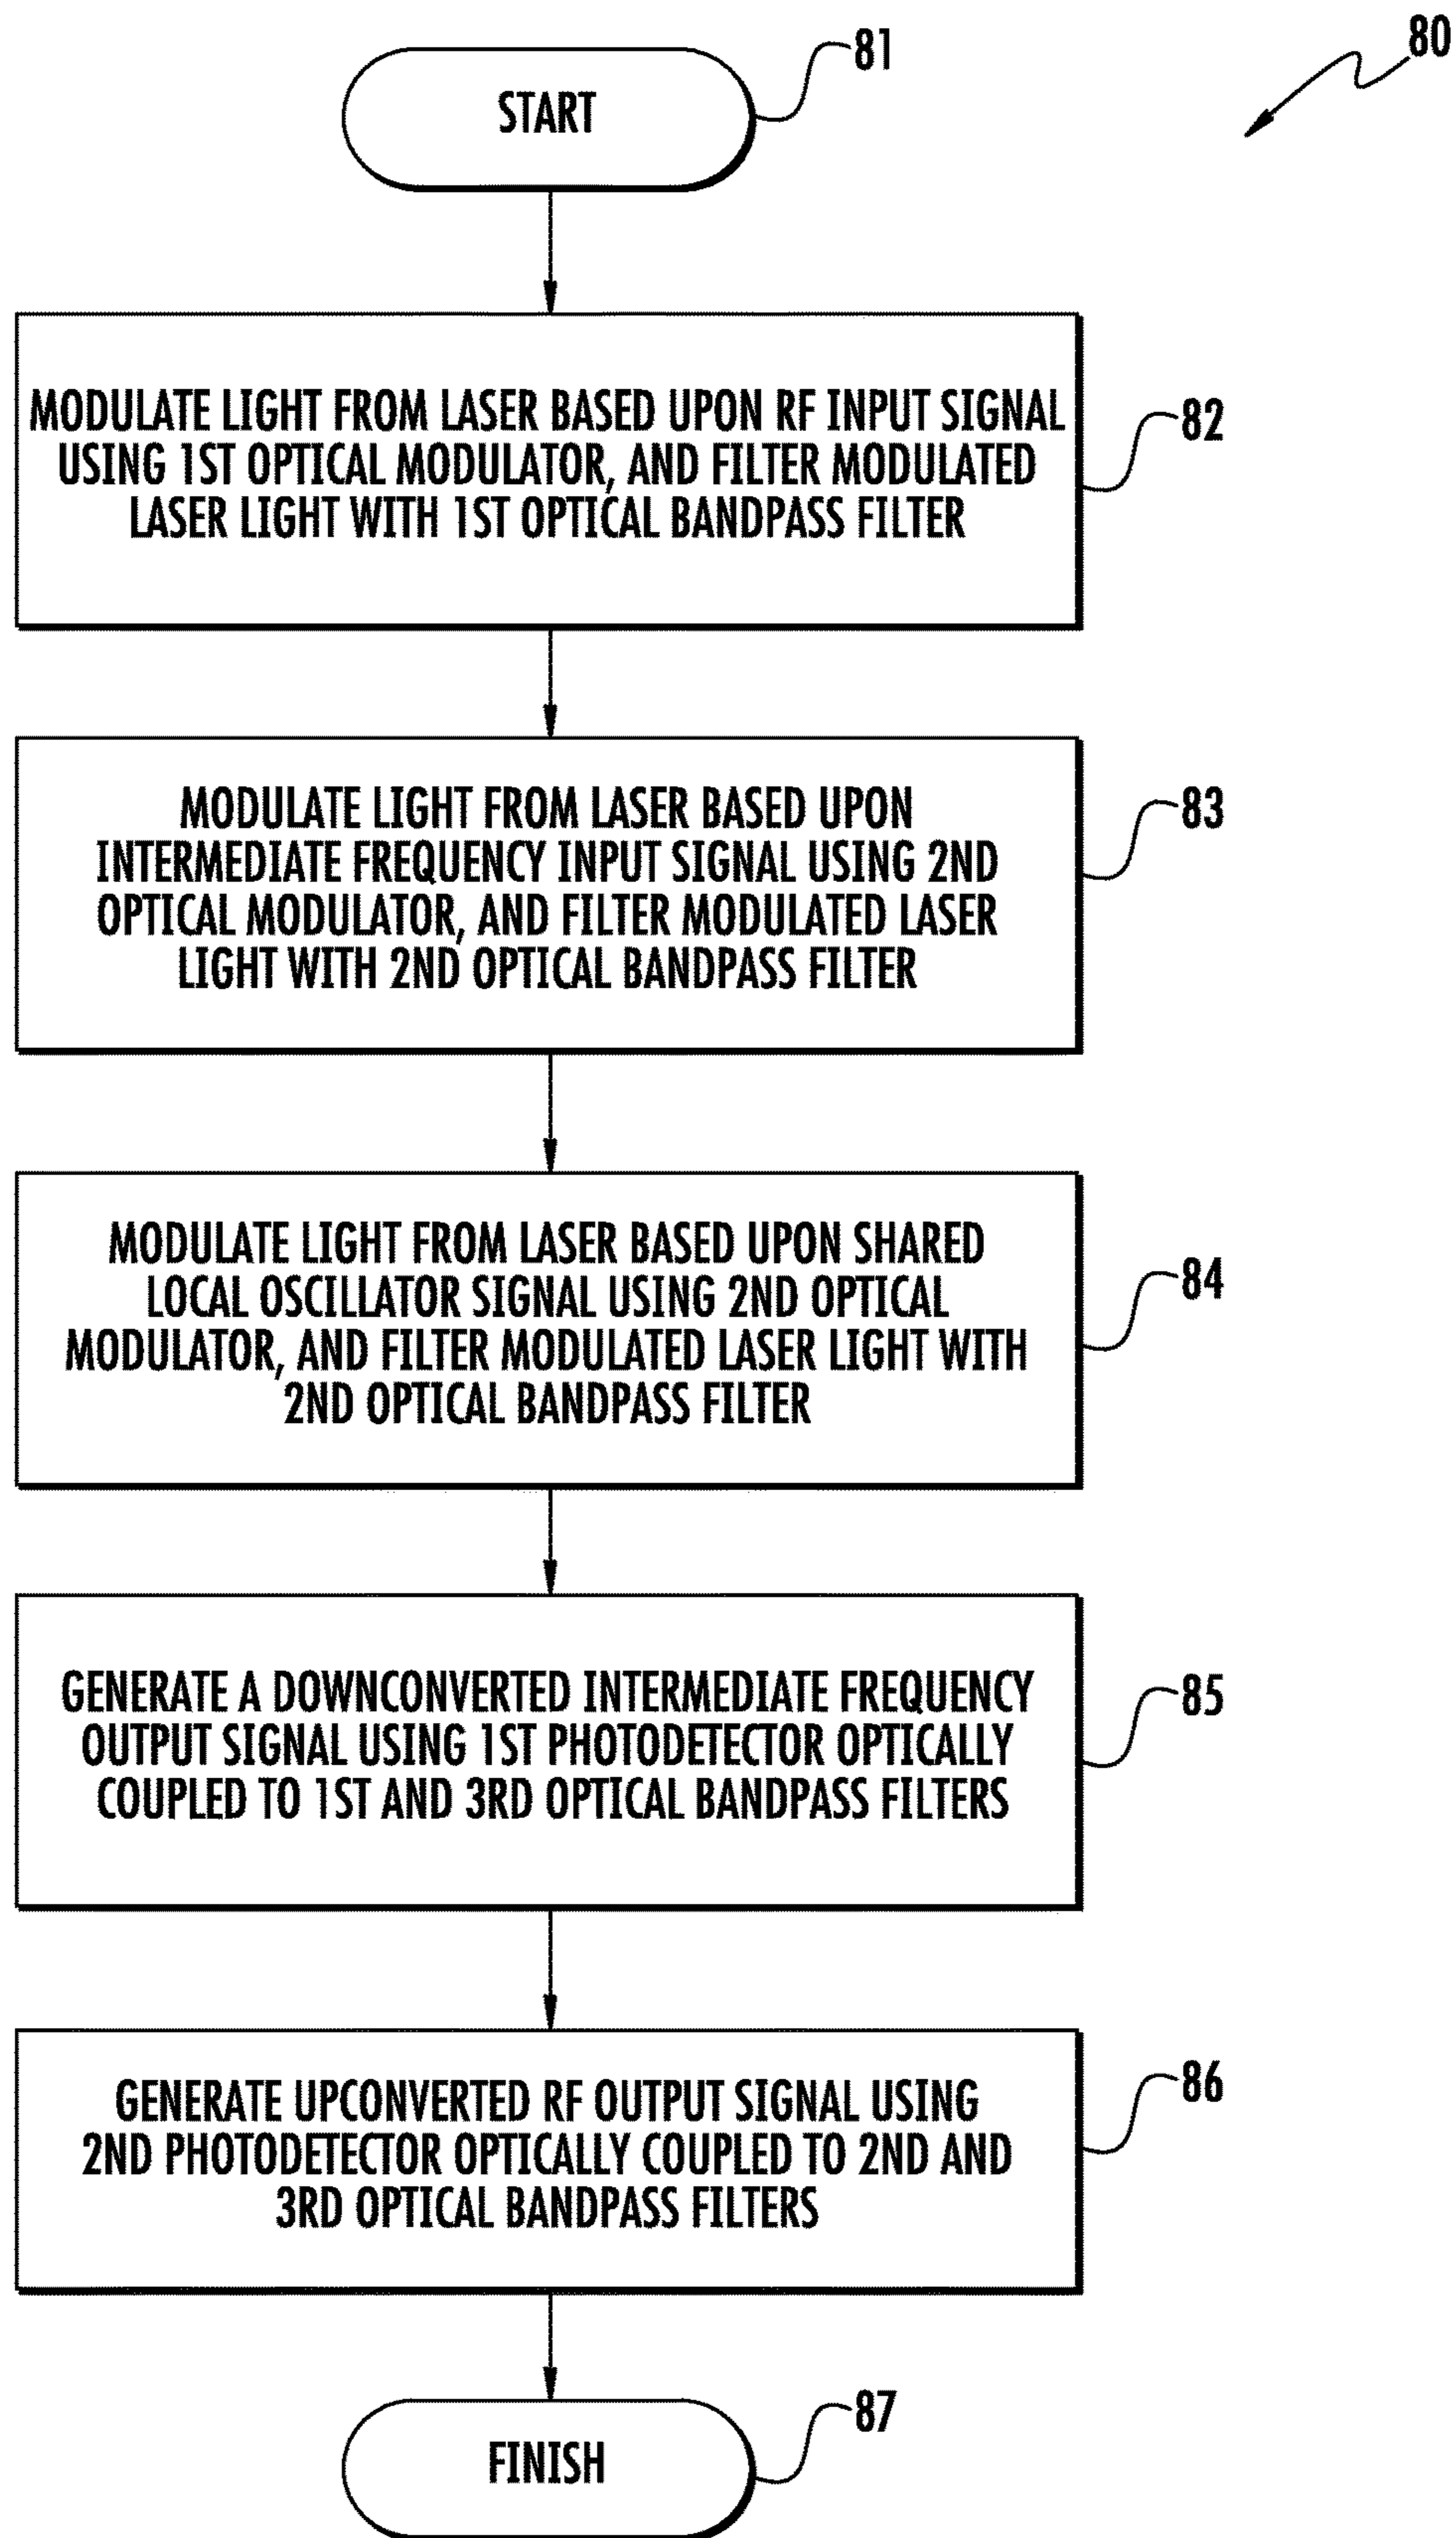 80
START
81
MODULATE LIGHT FROM LASER BASED UPON RF INPUT SIGNAL
USING 1ST OPTICAL MODULATOR, AND FILTER MODULATED
LASER LIGHT WITH 1ST OPTICAL BANDPASS FILTER
82
MODULATE LIGHT FROM LASER BASED UPON
INTERMEDIATE FREQUENCY INPUT SIGNAL USING 2ND
OPTICAL MODULATOR, AND FILTER MODULATED LASER
LIGHT WITH 2ND OPTICAL BANDPASS FILTER
83
MODULATE LIGHT FROM LASER BASED UPON SHARED
LOCAL OSCILLATOR SIGNAL USING 2ND OPTICAL
MODULATOR, AND FILTER MODULATED LASER LIGHT WITH
2ND OPTICAL BANDPASS FILTER
84
GENERATE A DOWNCONVERTED INTERMEDIATE FREQUENCY
OUTPUT SIGNAL USING 1ST PHOTODETECTOR OPTICALLY
COUPLED TO 1ST AND 3RD OPTICAL BANDPASS FILTERS
85
GENERATE UPCONVERTED RF OUTPUT SIGNAL USING
2ND PHOTODETECTOR OPTICALLY COUPLED TO 2ND AND
3RD OPTICAL BANDPASS FILTERS
86
FINISH
87